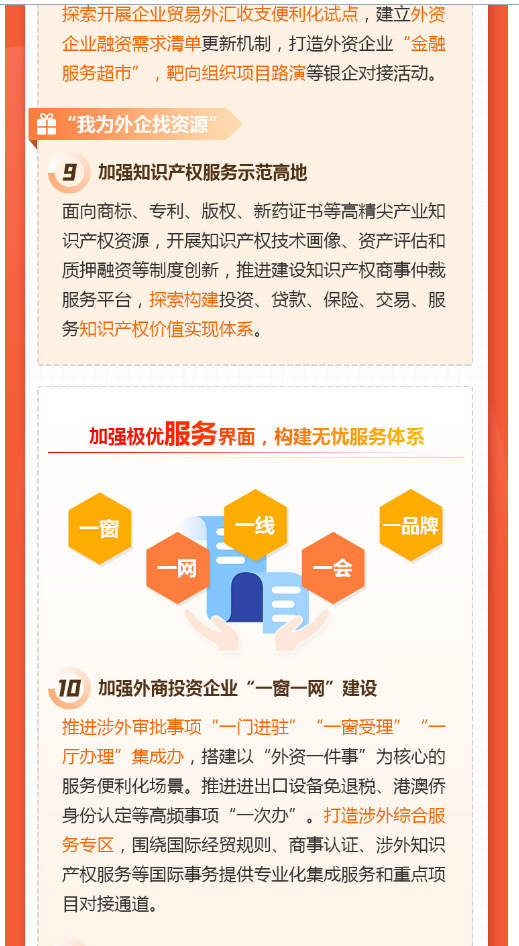 探索开展企业贸易外汇收支便利化试点，建立外资
企业融资需求清单更新机制，打造外资企业“金融
服务超市”，靶向组织项目路演等银企对接活动。
“我为外企找资源”
9 加强知识产权服务示范高地
面向商标、专利、版权、新药证书等高精尖产业知
识产权资源，开展知识产权技术画像、资产评估和
质押融资等制度创新，推进建设知识产权商事仲裁
服务平台，探索构建投资、贷款、保险、交易、服
务知识产权价值实现体系。
加强极优服务界面，构建无忧服务体系
一窗
一网
一线
一会
一品牌
10 加强外商投资企业“一窗一网”建设
推进涉外审批事项“一门进驻”“一窗受理”“一
厅办理”集成办，搭建以“外资一件事”为核心的
服务便利化场景。推进进出口设备免退税、港澳侨
身份认定等高频事项“一次办”。打造涉外综合服
务专区，围绕国际经贸规则、商事认证、涉外知识
产权服务等国际事务提供专业化集成服务和重点项
目对接通道。